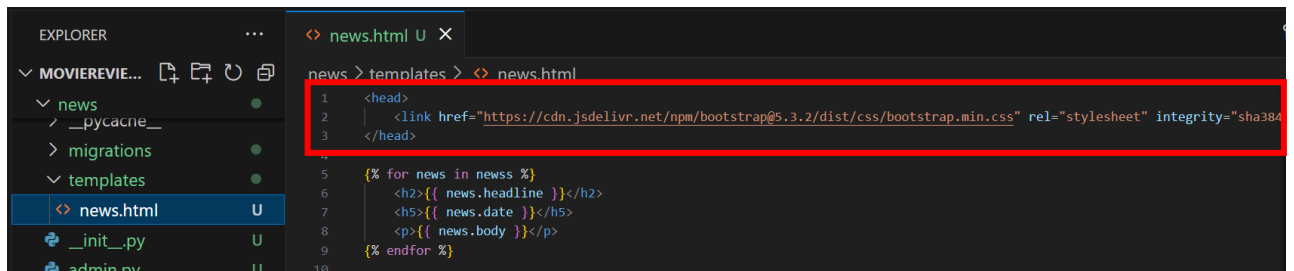 EXPLORER ...
MOVIEREVIE...
news
__pycache__
migrations
templates
news.html U
__init__.py U
admin.py U
news.html U
news > templates > news.html
1 <head>
2 <link href="https://cdn.jsdelivr.net/npm/bootstrap@5.3.2/dist/css/bootstrap.min.css" rel="stylesheet" integrity="sha384
3 </head>
4
5 {% for news in newss %}
6 <h2>{{ news.headline }}</h2>
7 <h5>{{ news.date }}</h5>
8 <p>{{ news.body }}</p>
9 {% endfor %}
10